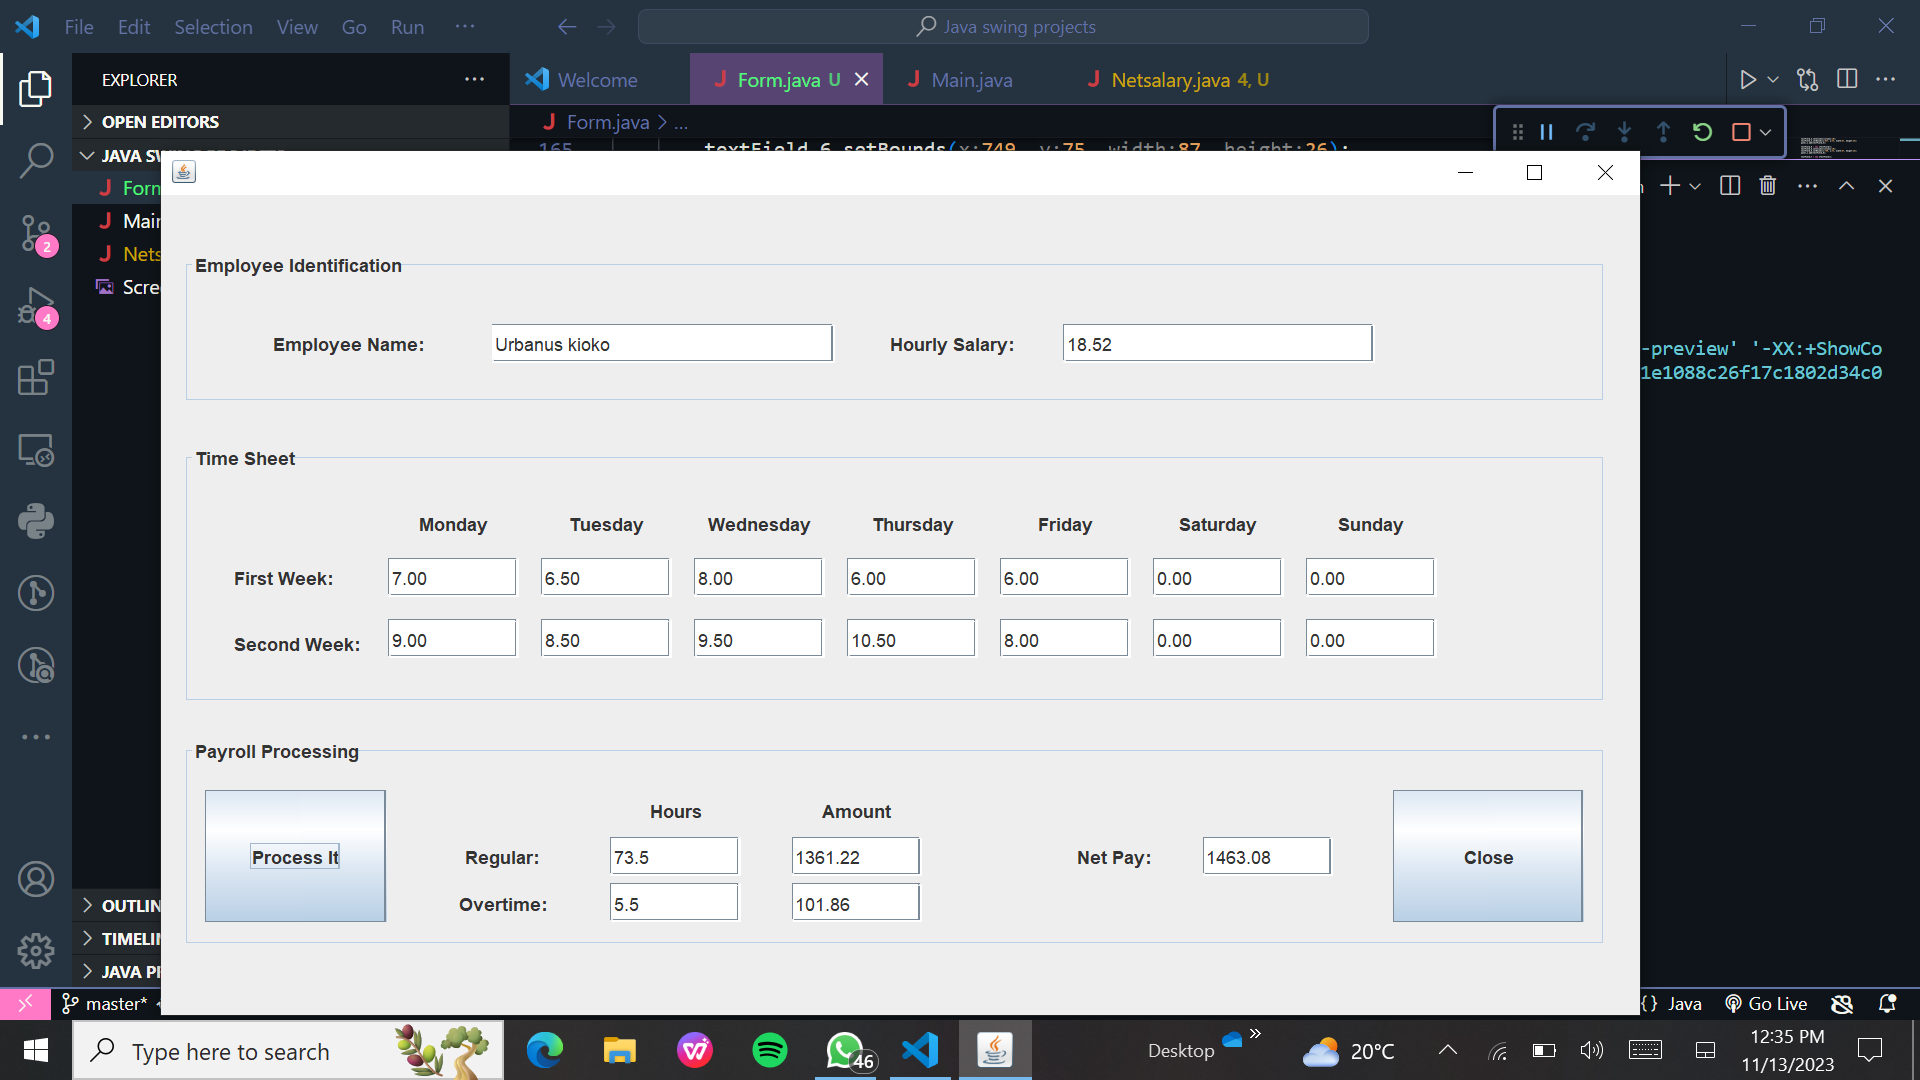 File Edit Selection View Go Run ···
Java swing projects
EXPLORER ···
Welcome
Form.java U
Main.java
Netsalary.java 4, U
OPEN EDITORS
Form.java > ...
165 textField_6.setBounds(x:749, y:75, width:87, height:26);
JAVA
Form
Main
Nets
Scre
2
4
-preview' '-XX:+ShowCo
1e1088c26f17c1802d34c0
Employee Identification
Employee Name: Urbanus kioko Hourly Salary: 18.52
Time Sheet
Monday Tuesday Wednesday Thursday Friday Saturday Sunday
First Week: 7.00 6.50 8.00 6.00 6.00 0.00 0.00
Second Week: 9.00 8.50 9.50 10.50 8.00 0.00 0.00
Payroll Processing
Hours Amount
Process It Regular: 73.5 1361.22 Net Pay: 1463.08 Close
Overtime: 5.5 101.86
OUTLIN
TIMELI
JAVA P
master*
{} Java Go Live
Type here to search
46
Desktop
20°C
12:35 PM
11/13/2023